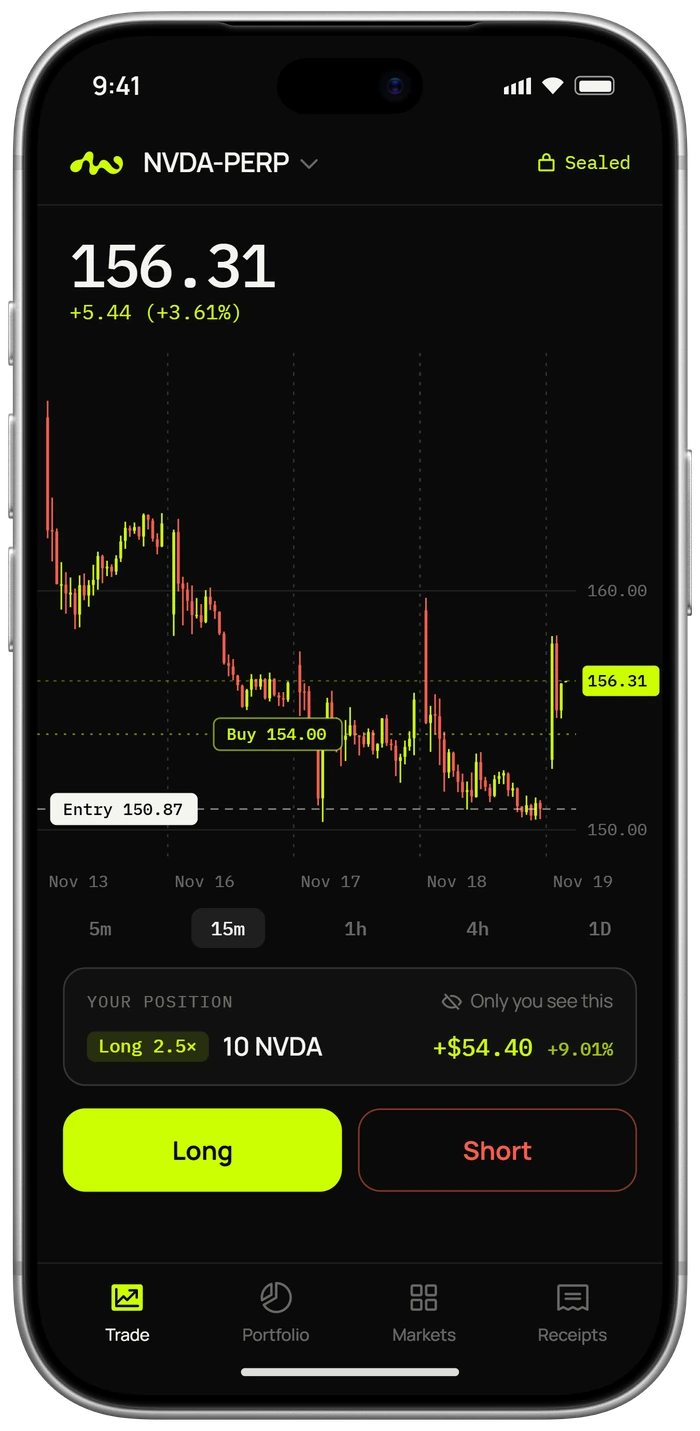 9:41
NVDA-PERP
Sealed
156.31
+5.44 (+3.61%)
160.00
156.31
Buy 154.00
Entry 150.87
150.00
Nov 13 Nov 16 Nov 17 Nov 18 Nov 19
5m 15m 1h 4h 1D
YOUR POSITION
Only you see this
Long 2.5× 10 NVDA +$54.40 +9.01%
Long
Short
Trade Portfolio Markets Receipts